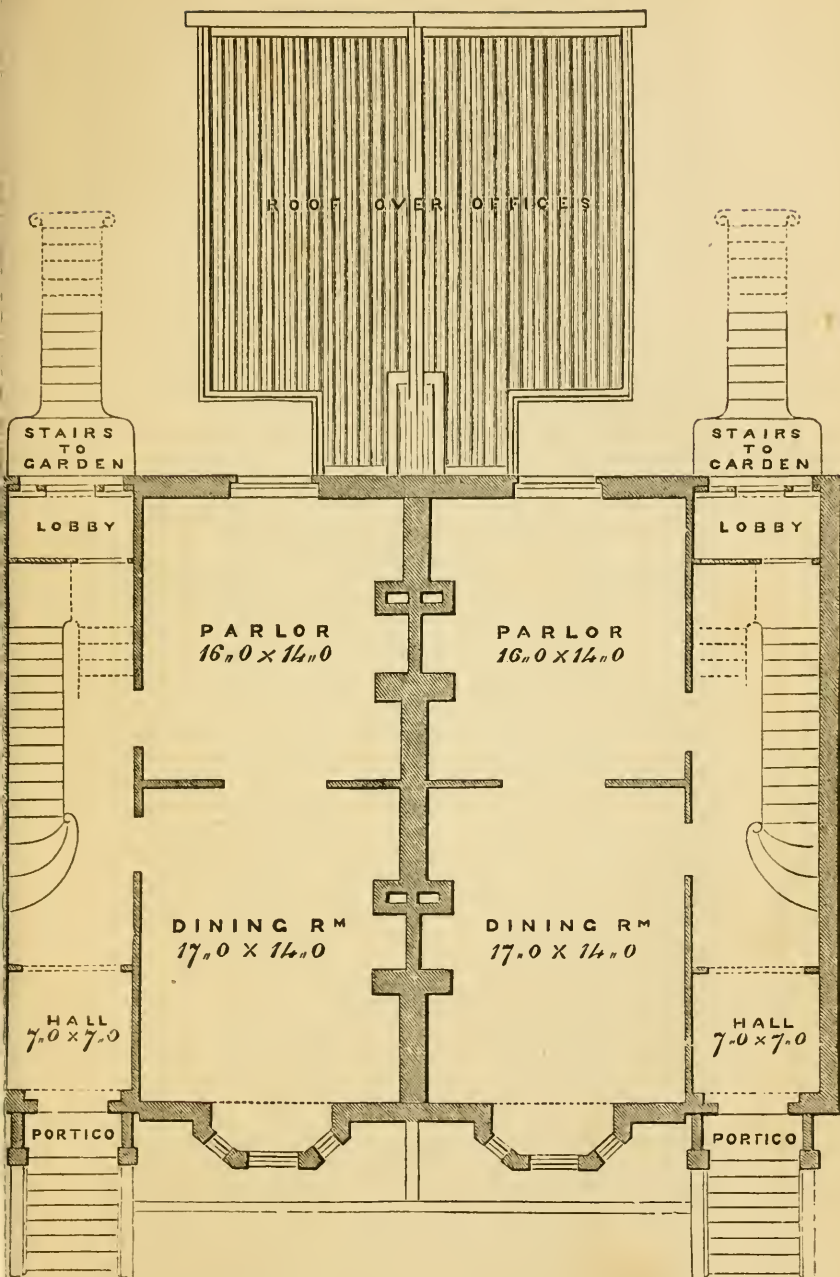 ROOF OVER OFFICES
STAIRS
TO
GARDEN
STAIRS
TO
GARDEN
LOBBY
LOBBY
PARLOR
16,,0 X 14,,0
PARLOR
16,,0 X 14,,0
DINING RM
17,,0 X 14,,0
DINING RM
17,,0 X 14,,0
HALL
7,,0 X 7,,0
HALL
7,,0 X 7,,0
PORTICO
PORTICO